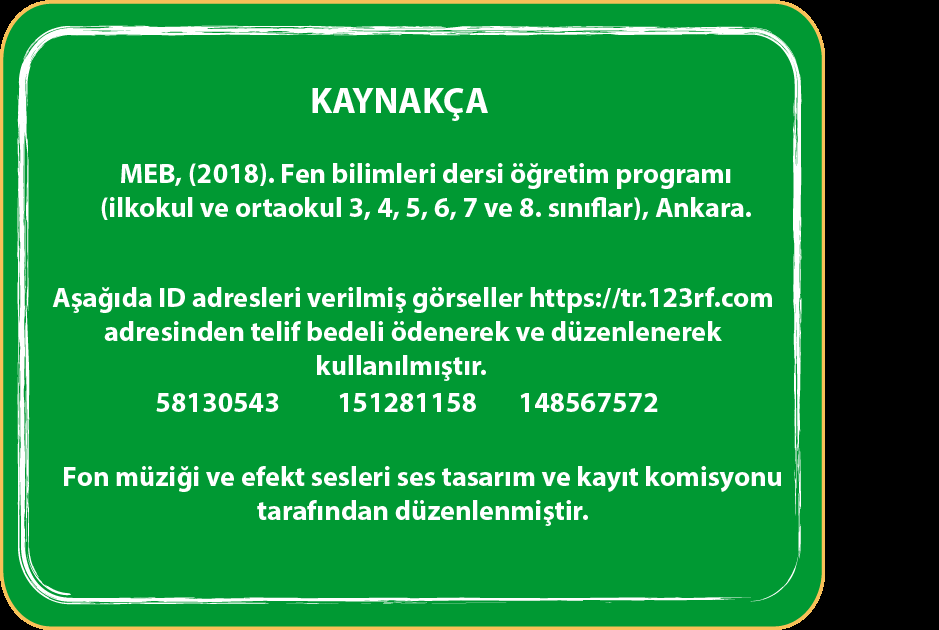 KAYNAKÇA
MEB, (2018). Fen bilimleri dersi öğretim programı
(ilkokul ve ortaokul 3, 4, 5, 6, 7 ve 8. sınıflar), Ankara.
Aşağıda ID adresleri verilmiş görseller https://tr.123rf.com
adresinden telif bedeli ödenerek ve düzenlenerek
kullanılmıştır.
58130543 151281158 148567572
Fon müziği ve efekt sesleri ses tasarım ve kayıt komisyonu
tarafından düzenlenmiştir.